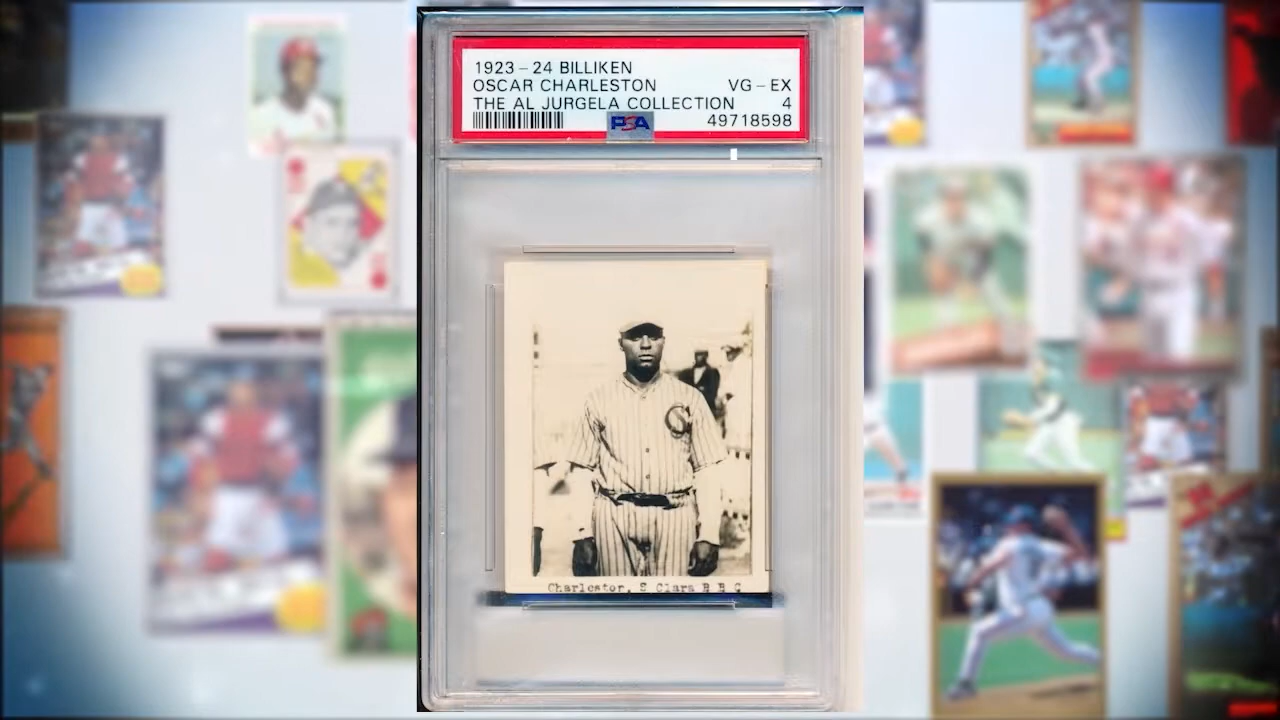 1923-24 BILLIKEN
OSCAR CHARLESTON VG-EX
THE AL JURGELA COLLECTION 4
PSA 49718598
Charleston, S Clara B B C